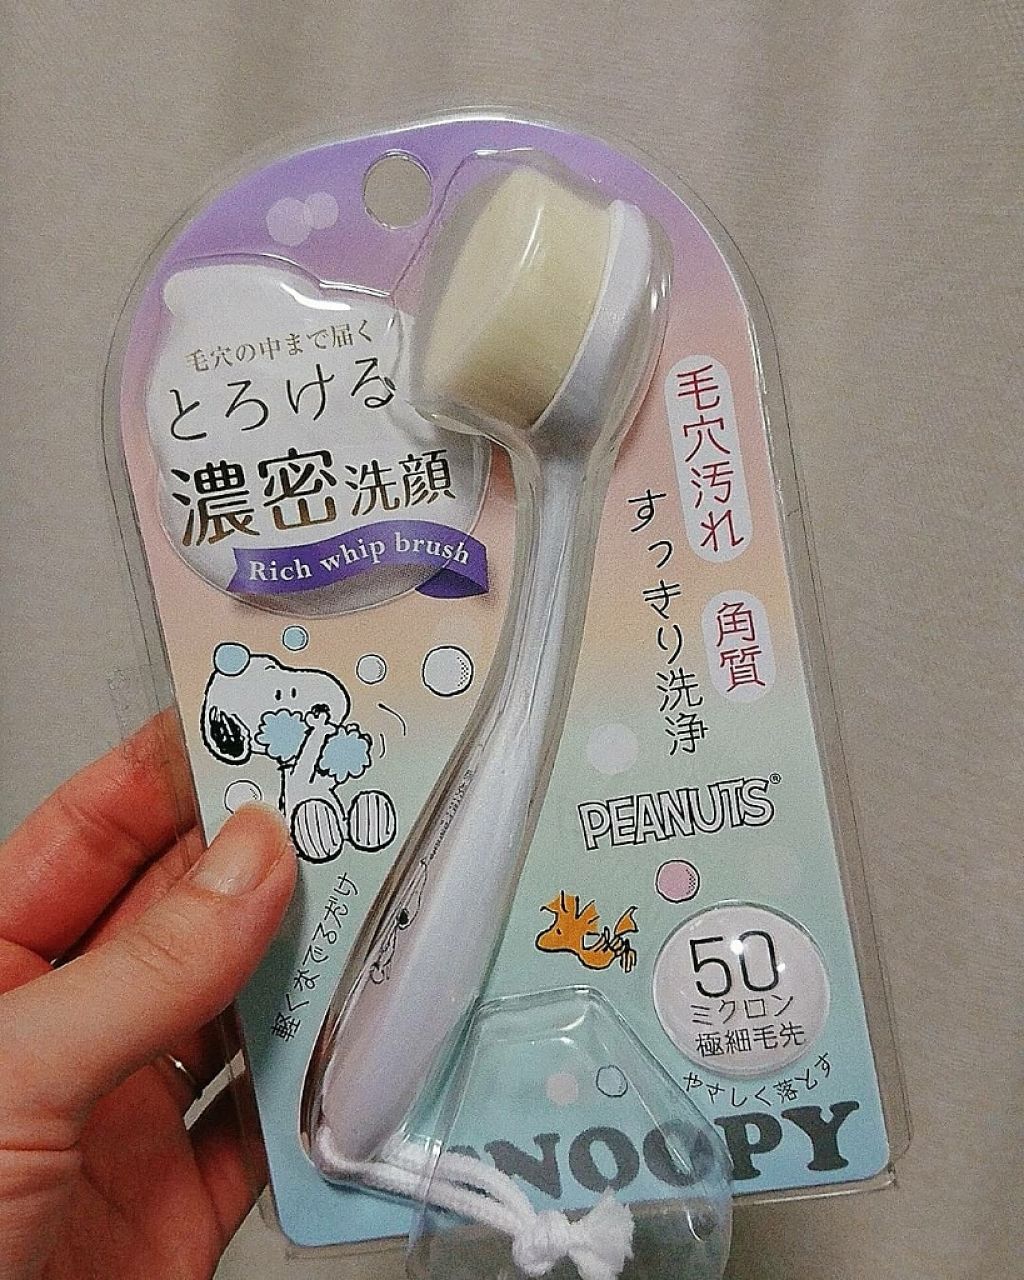 毛穴の中まで届く
とろける
濃密洗顔
Rich whip brush
毛穴汚れ
角質
すっきり洗浄
PEANUTS®
軽くなでるだけ
50
ミクロン
極細毛先
やさしく落とす
SNOOPY